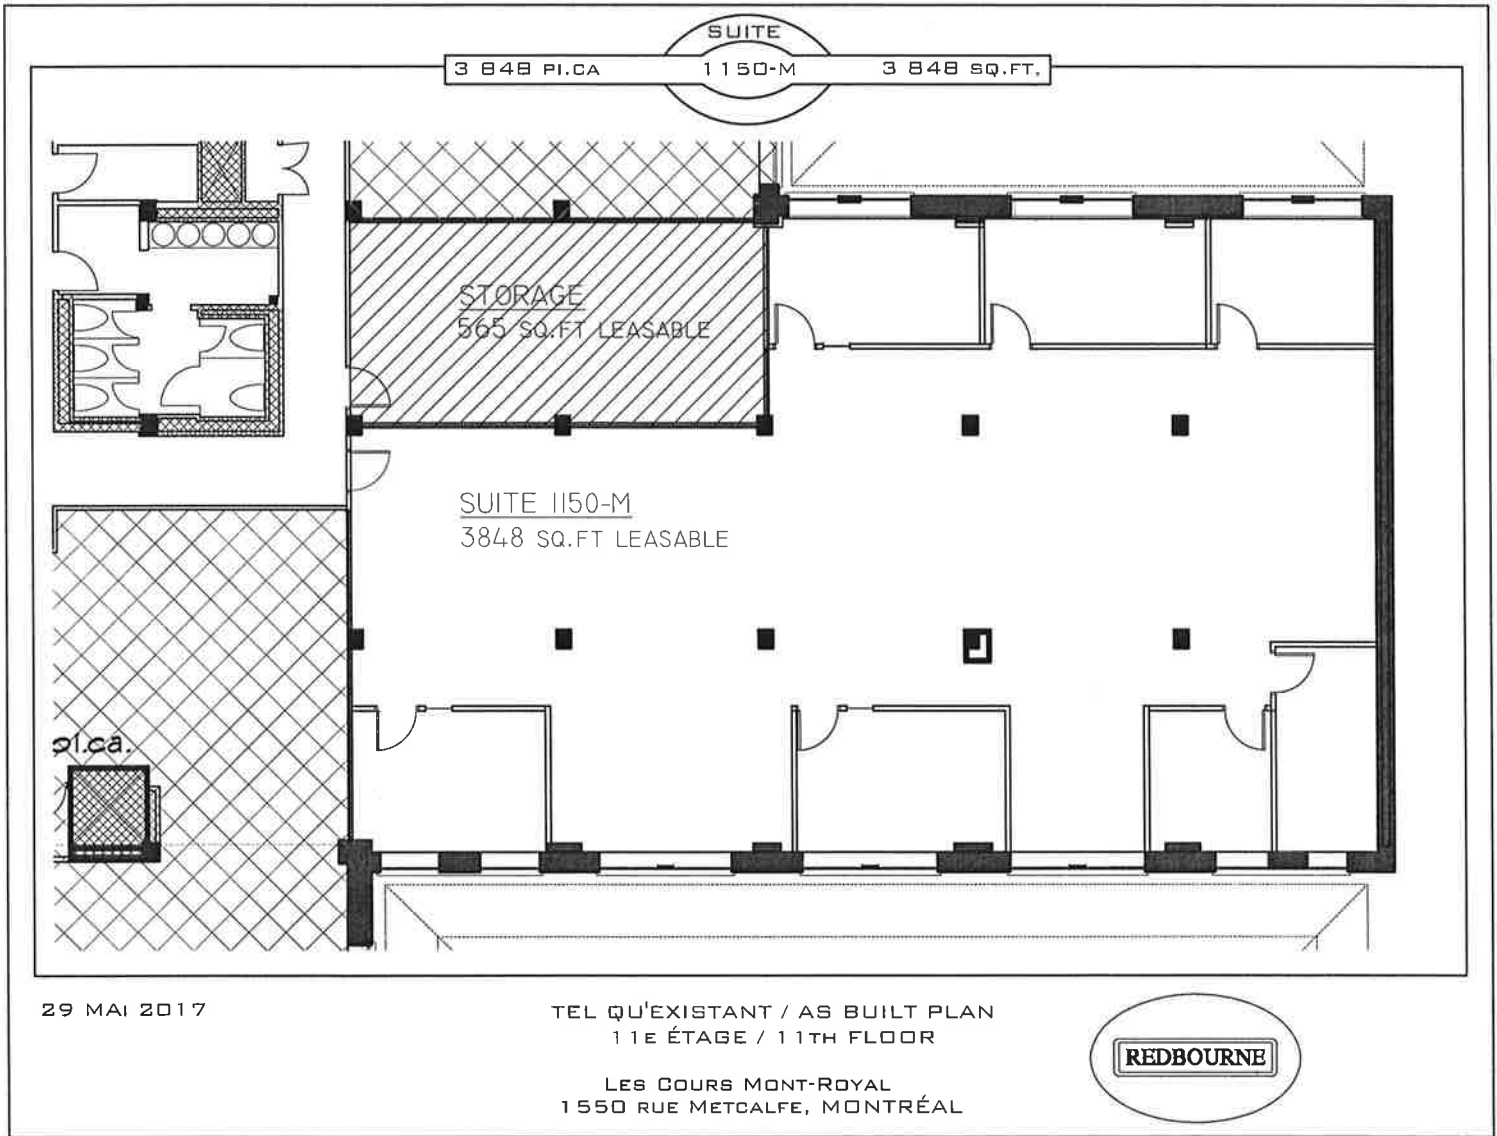 SUITE
3 848 PI.CA 1150-M 3 848 SQ.FT.
STORAGE
565 SQ.FT LEASABLE
SUITE 1150-M
3848 SQ.FT LEASABLE
pi.ca.
29 MAI 2017
TEL QU'EXISTANT / AS BUILT PLAN
11E ÉTAGE / 11TH FLOOR
LES COURS MONT-ROYAL
1550 RUE METCALFE, MONTRÉAL
REDBOURNE